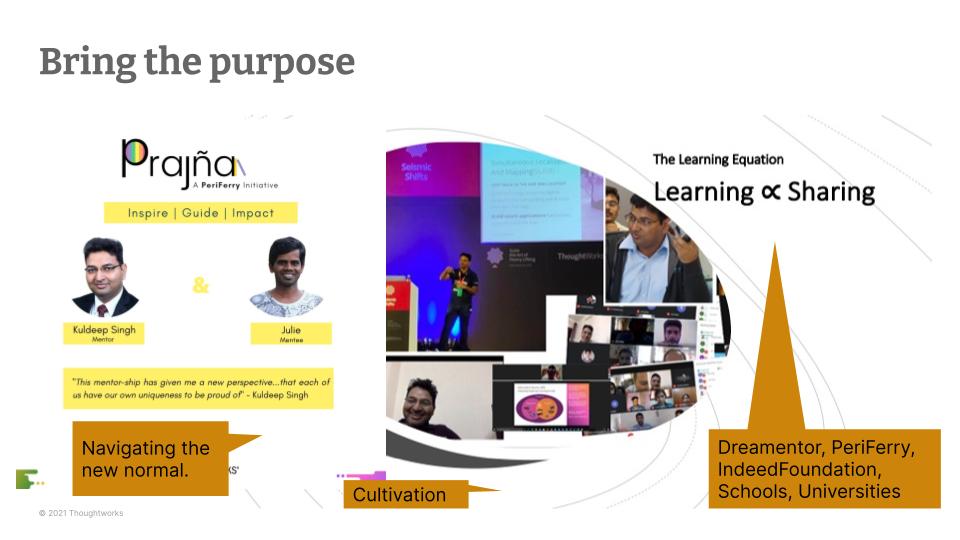 Bring the purpose
Prajña
A PeriFerry Initiative
Inspire | Guide | Impact
&
Kuldeep Singh
Mentor
Julie
Mentee
"This mentor-ship has given me a new perspective...that each of
us have our own uniqueness to be proud of" - Kuldeep Singh
The Learning Equation
Learning ∝ Sharing
Seismic
Shifts
ThoughtWorks
Navigating the
new normal.
Cultivation
Dreamentor, PeriFerry,
IndeedFoundation,
Schools, Universities
© 2021 Thoughtworks